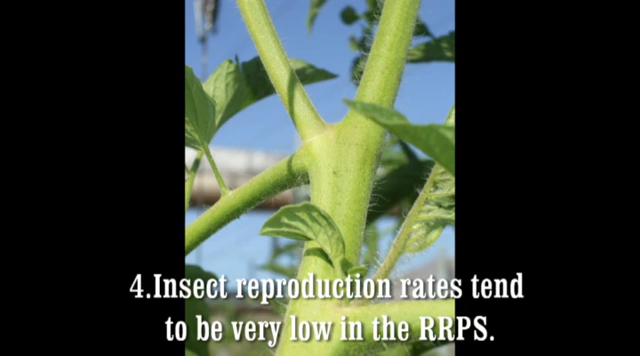 4.Insect reproduction rates tend
to be very low in the RRPS.